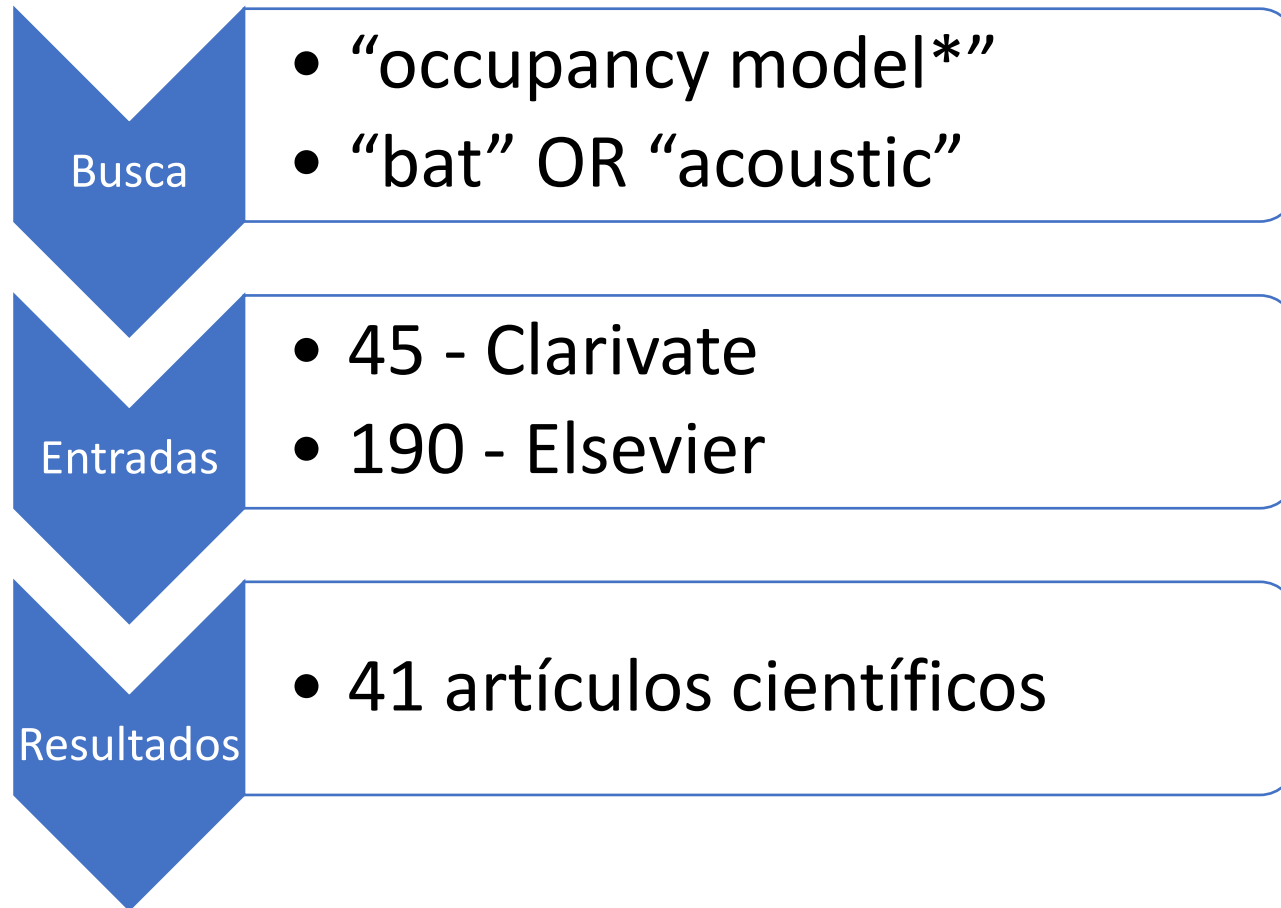 Busca
• “occupancy model*”
• “bat” OR “acoustic”
Entradas
• 45 - Clarivate
• 190 - Elsevier
Resultados
• 41 artículos científicos